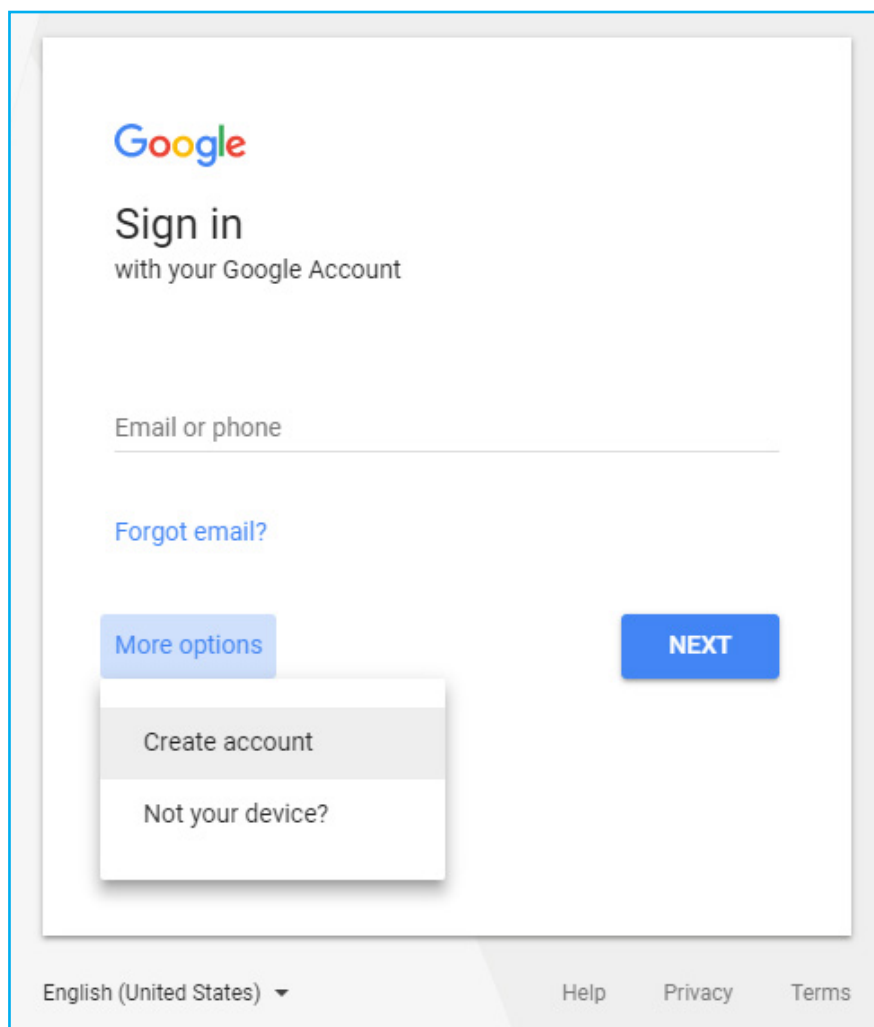 Google
Sign in
with your Google Account
Email or phone
Forgot email?
More options
NEXT
Create account
Not your device?
English (United States)
Help
Privacy
Terms